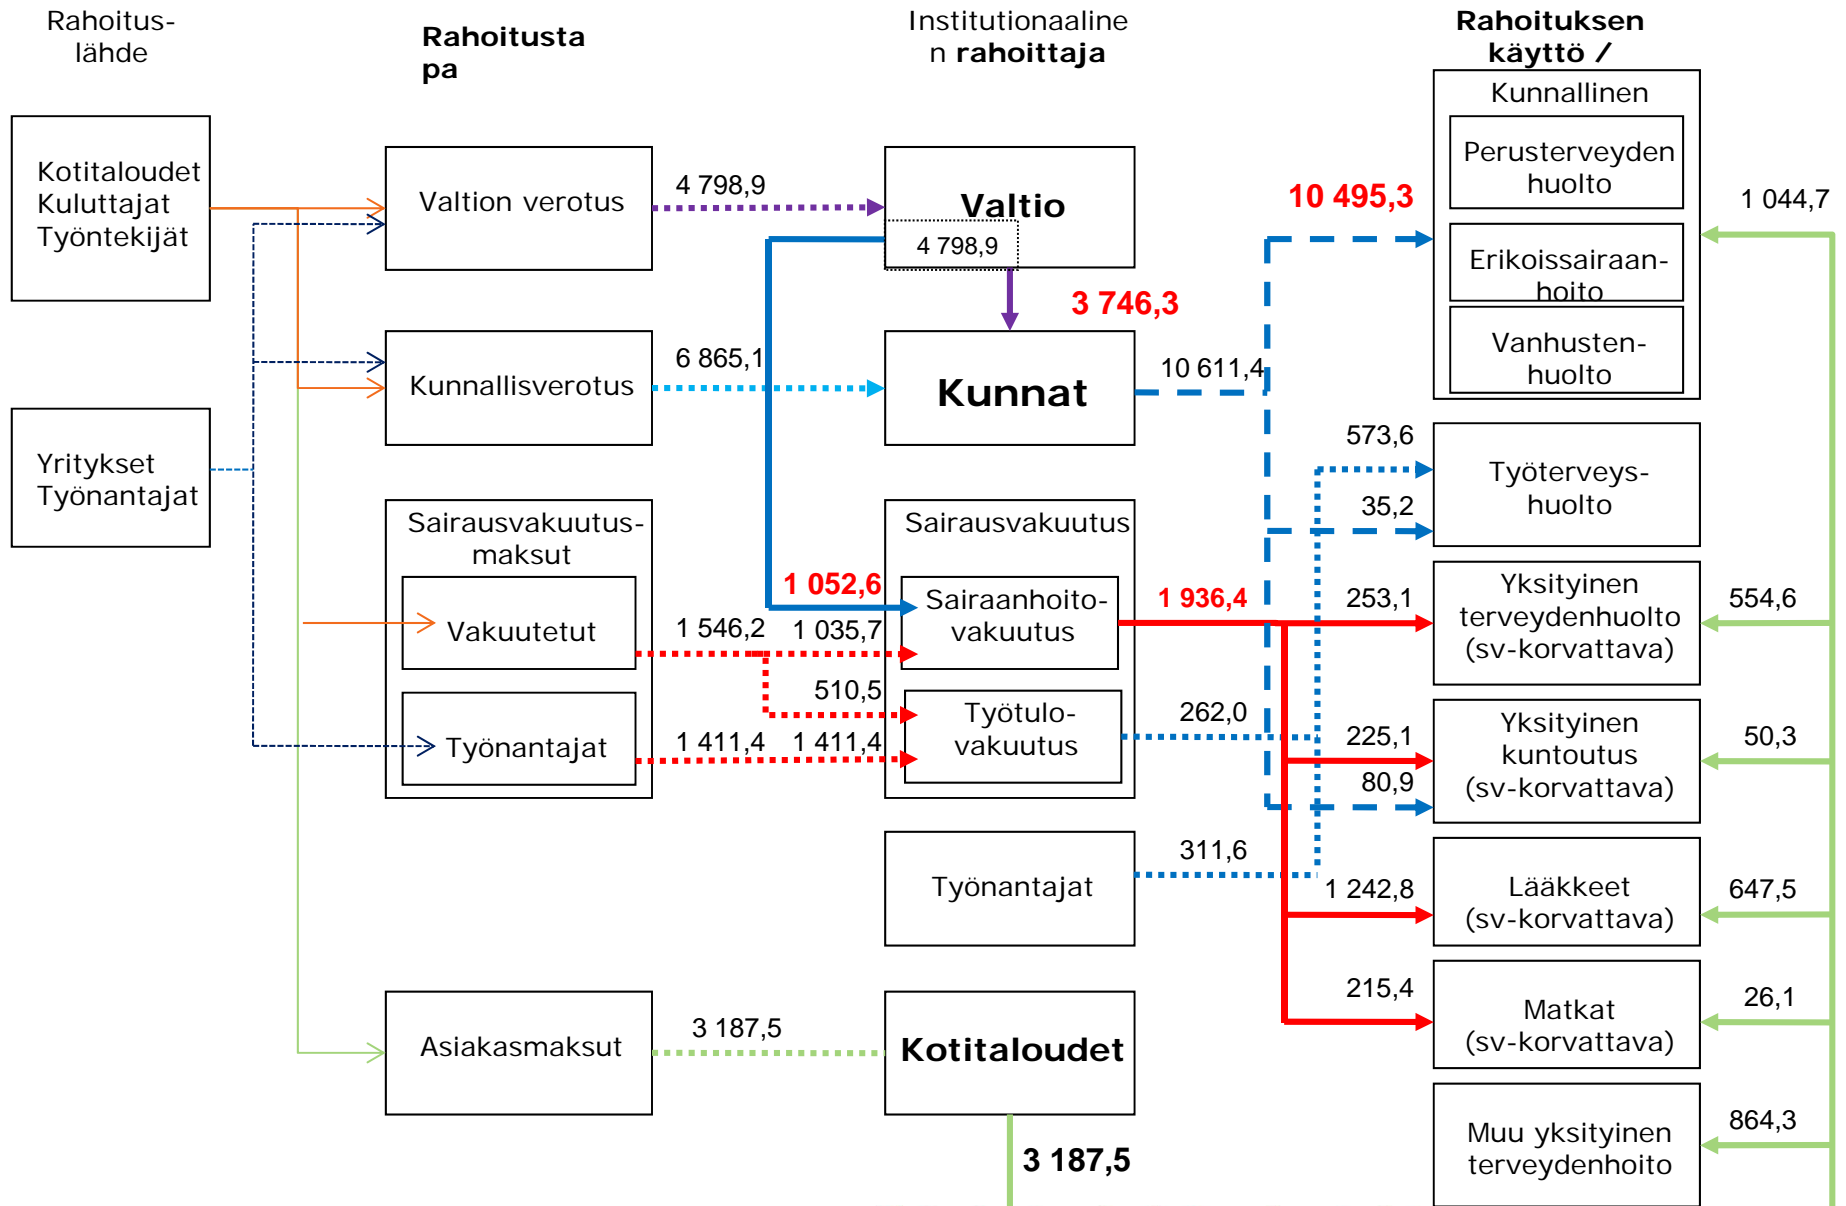 Rahoitus-
lähde
Rahoitusta
pa
Institutionaaline
n rahoittaja
Rahoituksen
käyttö /
Kotitaloudet
Kuluttajat
Työntekijät
Yritykset
Työnantajat
Valtion verotus
4 798,9
Kunnallisverotus
6 865,1
Sairausvakuutus-
maksut
Vakuutetut
1 546,2
1 035,7
510,5
Työnantajat
1 411,4
1 411,4
Asiakasmaksut
3 187,5
Valtio
4 798,9
3 746,3
Kunnat
10 611,4
Sairausvakuutus
1 052,6
Sairaanhoito-
vakuutus
1 936,4
Työtulo-
vakuutus
262,0
Työnantajat
311,6
Kotitaloudet
3 187,5
10 495,3
Kunnallinen
Perusterveyden
huolto
Erikoissairaan-
hoito
Vanhusten-
huolto
1 044,7
573,6
35,2
Työterveys-
huolto
253,1
Yksityinen
terveydenhuolto
(sv-korvattava)
554,6
225,1
80,9
Yksityinen
kuntoutus
(sv-korvattava)
50,3
1 242,8
Lääkkeet
(sv-korvattava)
647,5
215,4
Matkat
(sv-korvattava)
26,1
Muu yksityinen
terveydenhoito
864,3